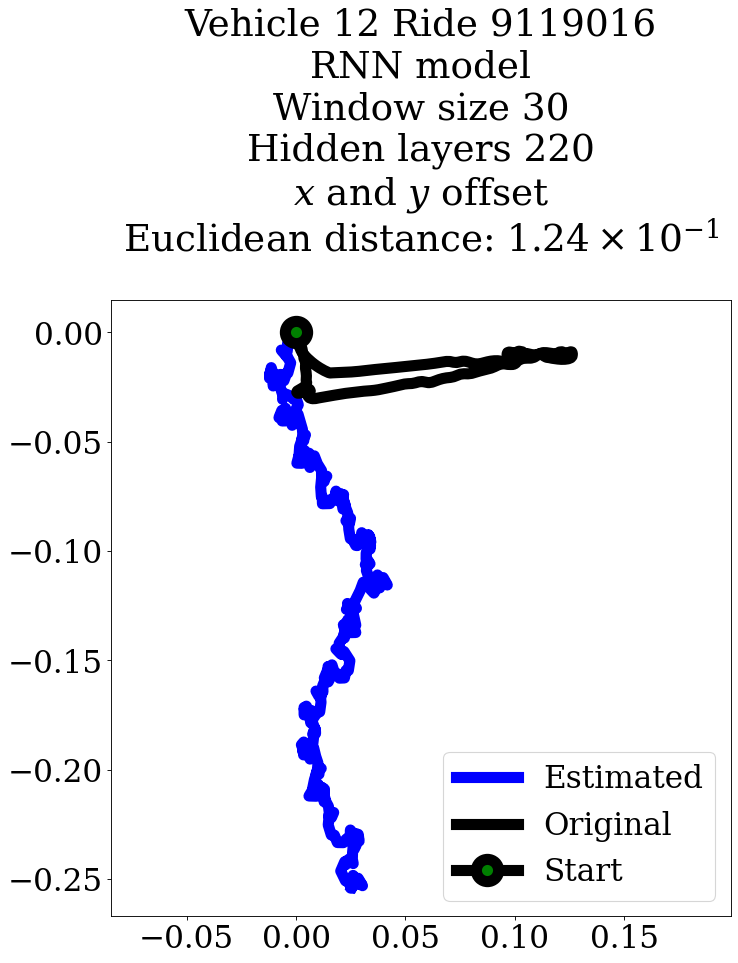 Vehicle 12 Ride 9119016
RNN model
Window size 30
Hidden layers 220
x and y offset
Euclidean distance: 1.24 × 10⁻¹
0.00
−0.05
−0.10
−0.15
−0.20
−0.25
Estimated
Original
Start
−0.05 0.00 0.05 0.10 0.15